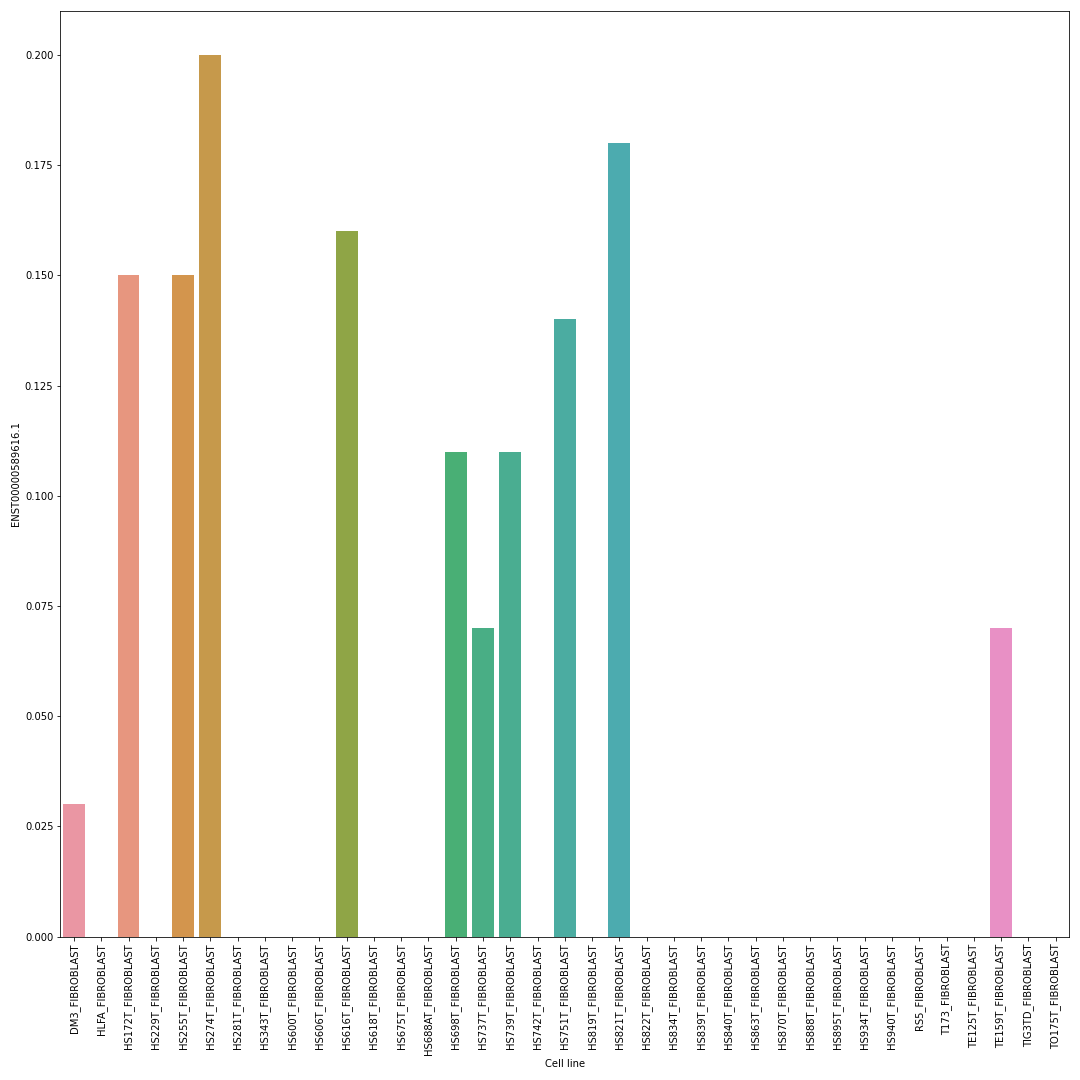 0.200
0.175
0.150
0.125
0.100
0.075
0.050
0.025
0.000
ENST00000589616.1
DM3_FIBROBLAST
HLFA_FIBROBLAST
HS172T_FIBROBLAST
HS229T_FIBROBLAST
HS255T_FIBROBLAST
HS274T_FIBROBLAST
HS281T_FIBROBLAST
HS343T_FIBROBLAST
HS600T_FIBROBLAST
HS606T_FIBROBLAST
HS616T_FIBROBLAST
HS618T_FIBROBLAST
HS675T_FIBROBLAST
HS688AT_FIBROBLAST
HS698T_FIBROBLAST
HS737T_FIBROBLAST
HS739T_FIBROBLAST
HS742T_FIBROBLAST
HS751T_FIBROBLAST
HS819T_FIBROBLAST
HS821T_FIBROBLAST
HS822T_FIBROBLAST
HS834T_FIBROBLAST
HS839T_FIBROBLAST
HS840T_FIBROBLAST
HS863T_FIBROBLAST
HS870T_FIBROBLAST
HS888T_FIBROBLAST
HS895T_FIBROBLAST
HS934T_FIBROBLAST
HS940T_FIBROBLAST
RS5_FIBROBLAST
T173_FIBROBLAST
TE125T_FIBROBLAST
TE159T_FIBROBLAST
TIG3TD_FIBROBLAST
TO175T_FIBROBLAST
Cell line